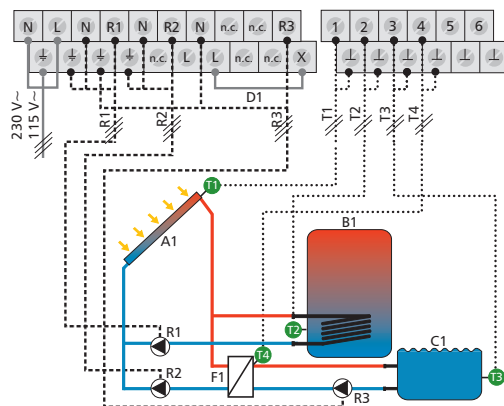 N L N R1 N R2 N n.c. n.c. R3
n.c. L L n.c. n.c. X
1 2 3 4 5 6
D1
230 V~
115 V~
R1
R2
R3
T1
T2
T3
T4
T1
A1
B1
T2
R1
T4
C1
F1
R2
R3
T3